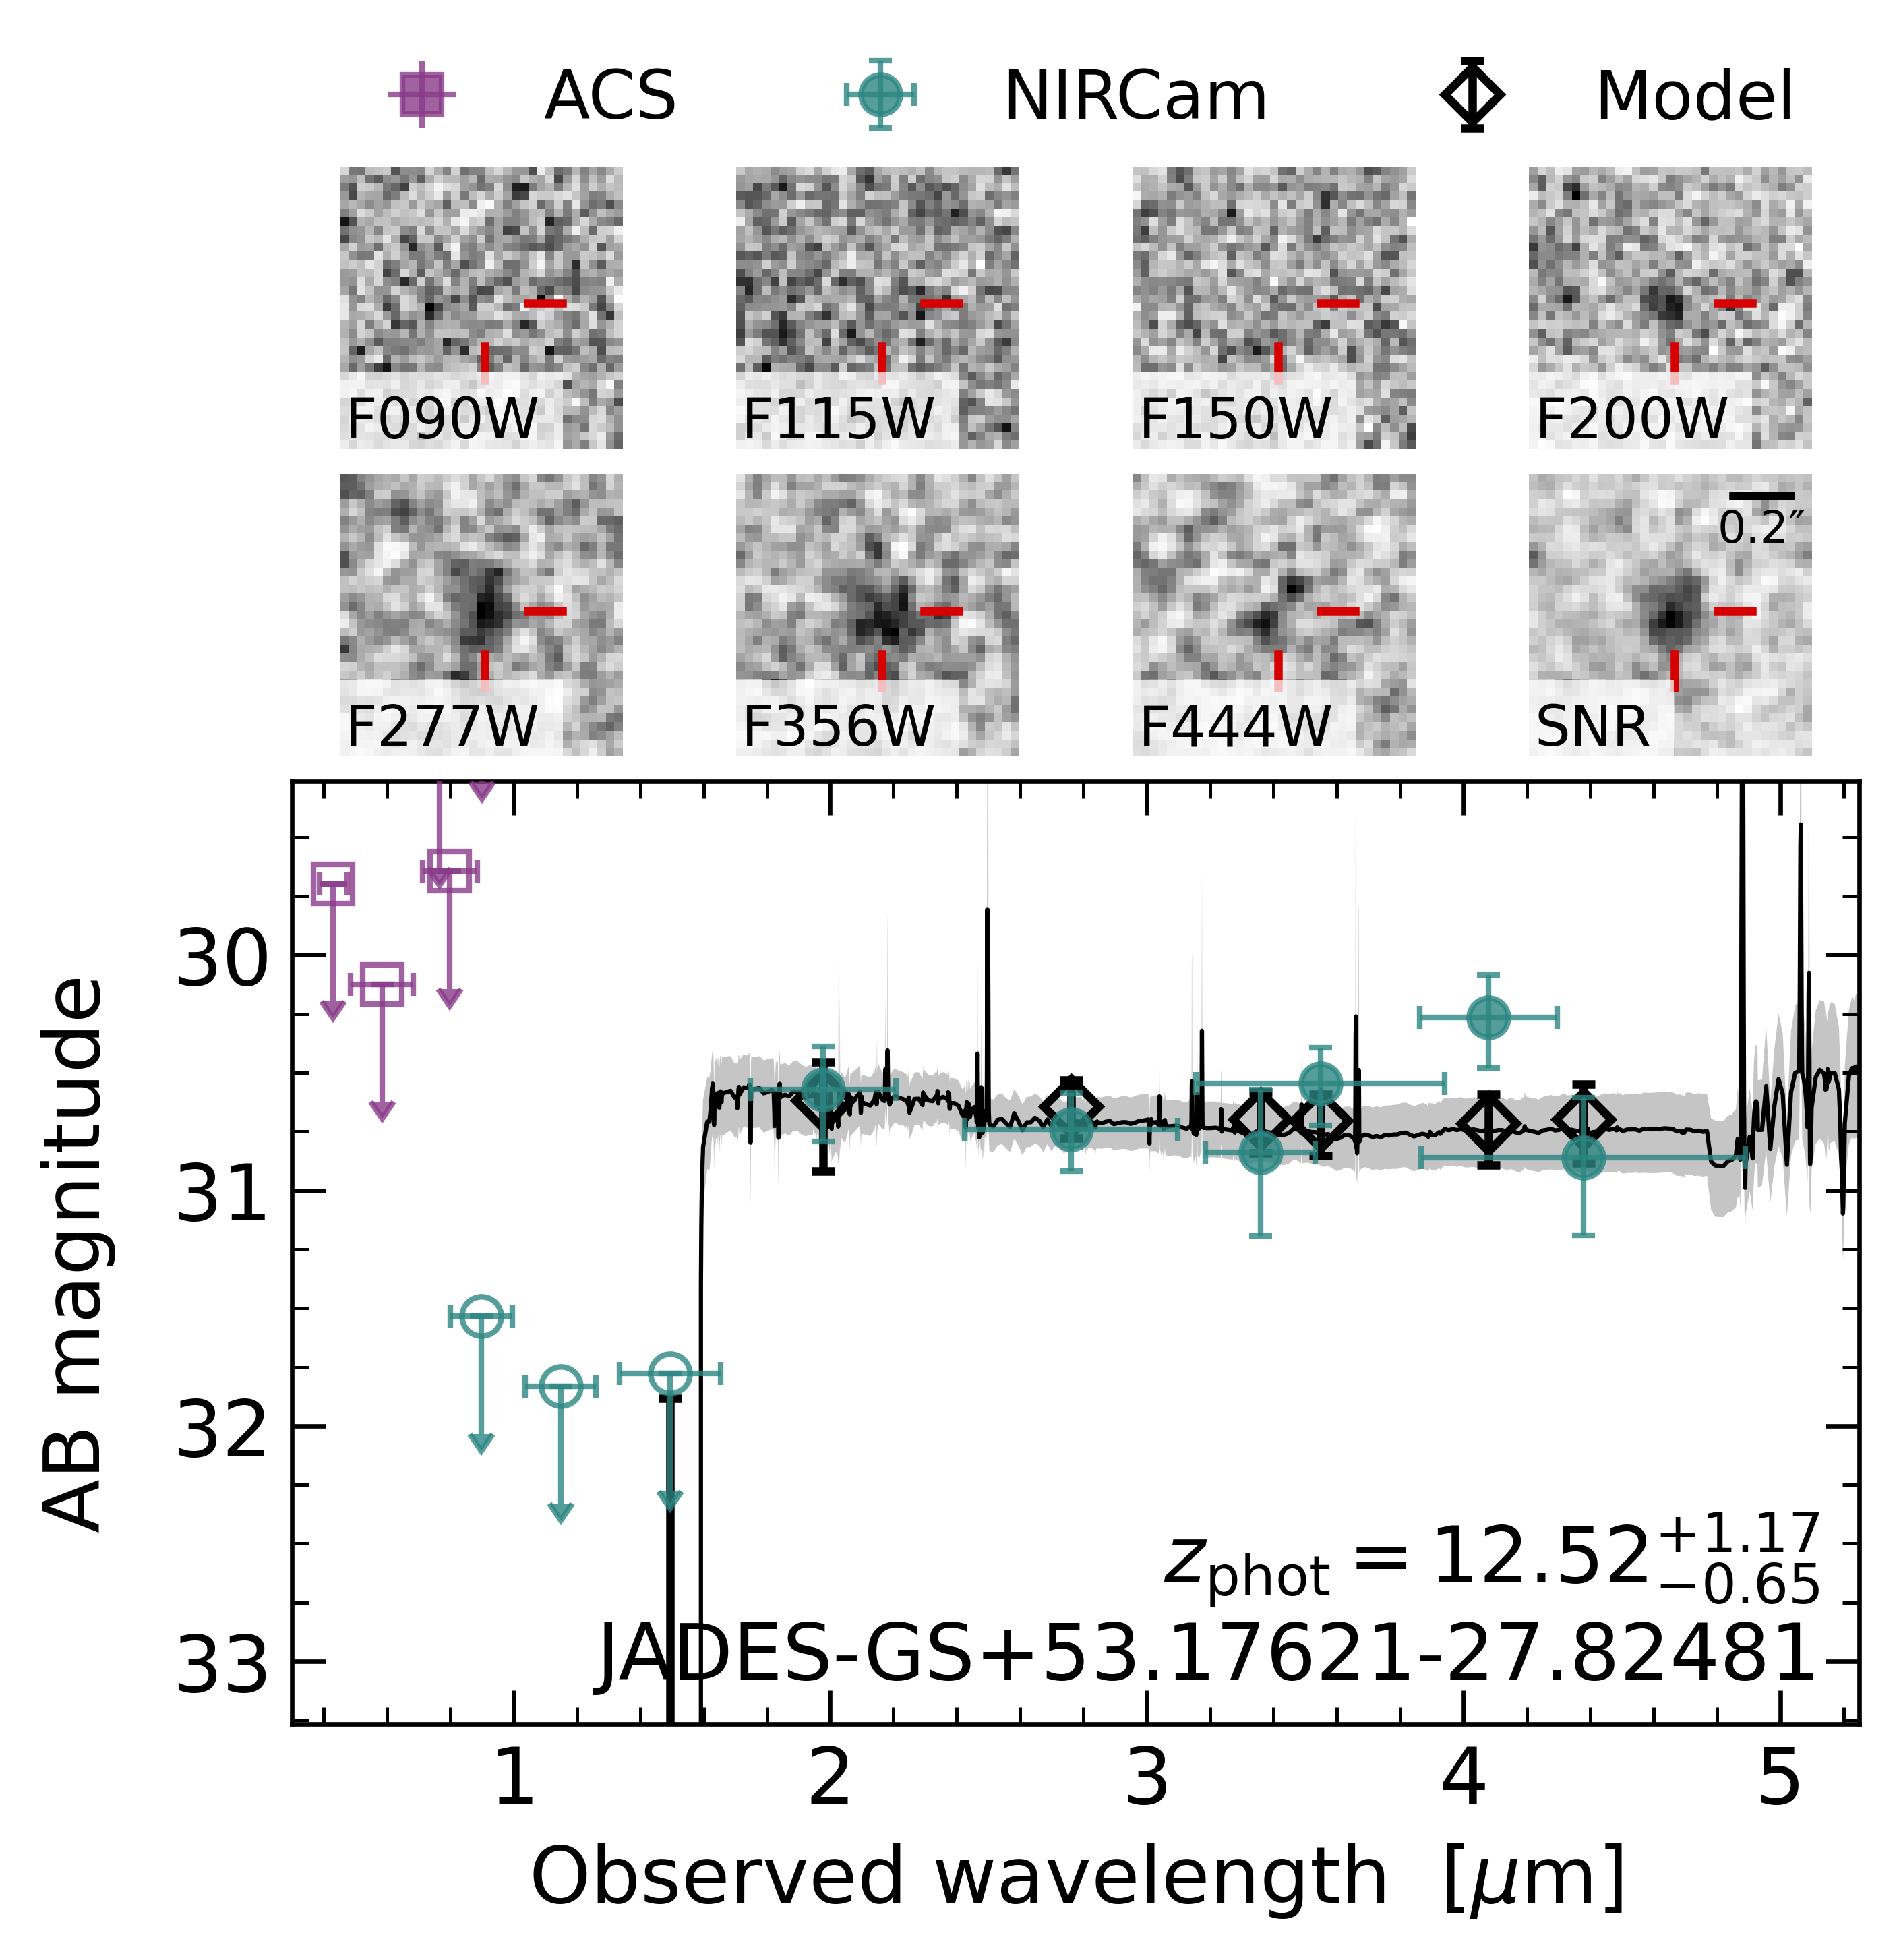 ACS NIRCam Model
F090W F115W F150W F200W
0.2″
F277W F356W F444W SNR
30
31
32
33
AB magnitude
z_phot = 12.52^{+1.17}_{−0.65}
JADES-GS+53.17621-27.82481
1 2 3 4 5
Observed wavelength [μm]